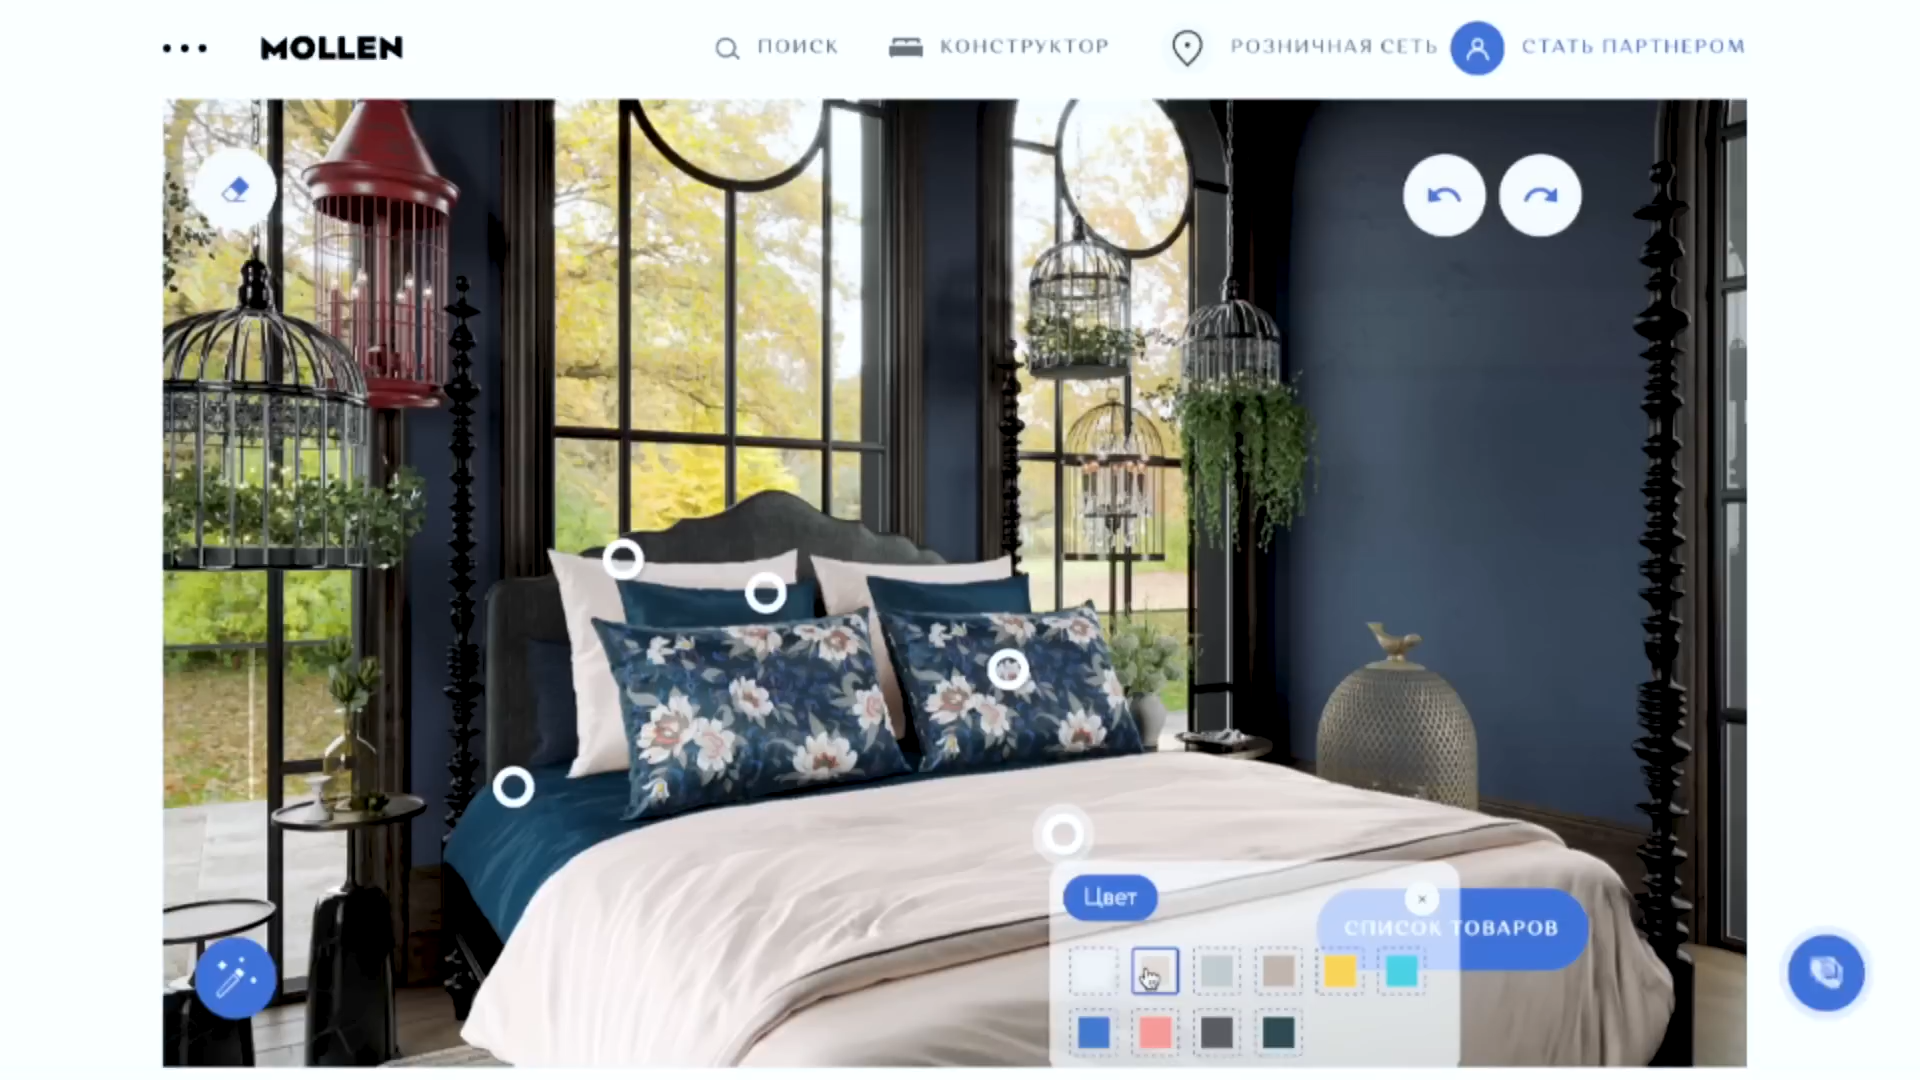 MOLLEN
ПОИСК
КОНСТРУКТОР
РОЗНИЧНАЯ СЕТЬ
СТАТЬ ПАРТНЕРОМ
Цвет
×
СПИСОК ТОВАРОВ